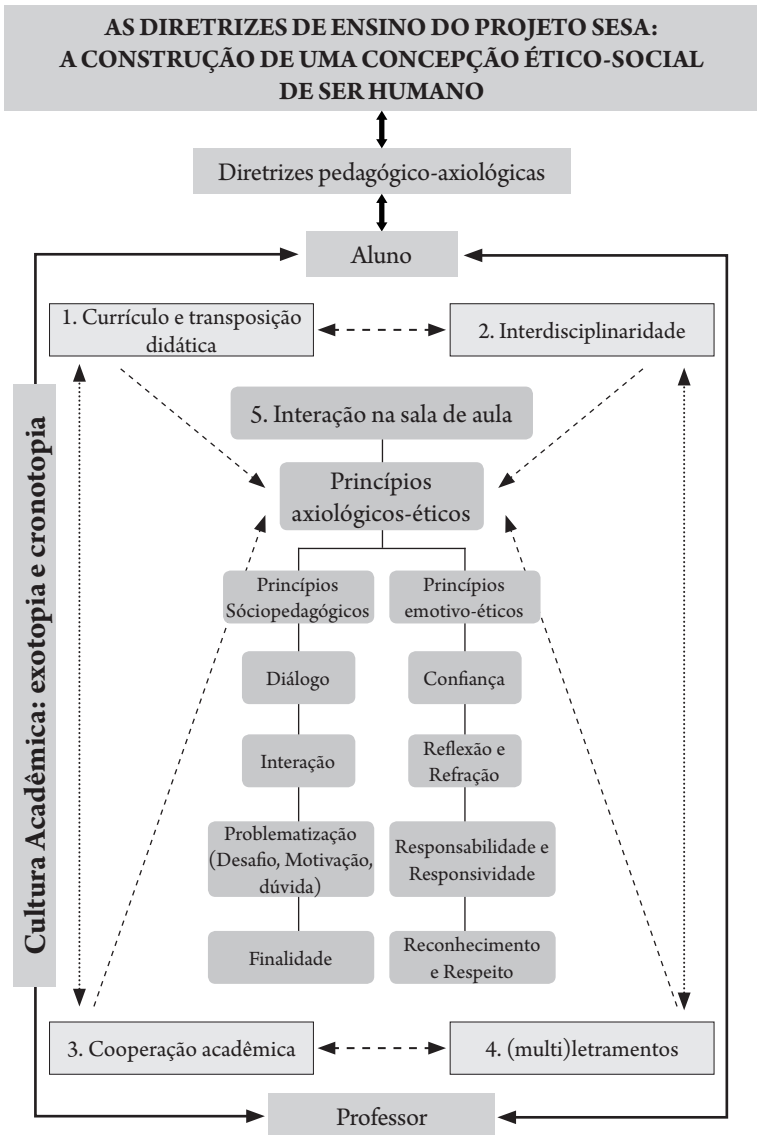 AS DIRETRIZES DE ENSINO DO PROJETO SESA:
A CONSTRUÇÃO DE UMA CONCEPÇÃO ÉTICO-SOCIAL
DE SER HUMANO
Diretrizes pedagógico-axiológicas
Aluno
1. Currículo e transposição
didática
2. Interdisciplinaridade
Cultura Acadêmica: exotopia e cronotopia
5. Interação na sala de aula
Princípios
axiológicos-éticos
Princípios
Sóciopedagógicos
Princípios
emotivo-éticos
Diálogo
Confiança
Interação
Reflexão e
Refração
Problematização
(Desafio, Motivação,
dúvida)
Responsabilidade e
Responsividade
Finalidade
Reconhecimento
e Respeito
3. Cooperação acadêmica
4. (multi)letramentos
Professor